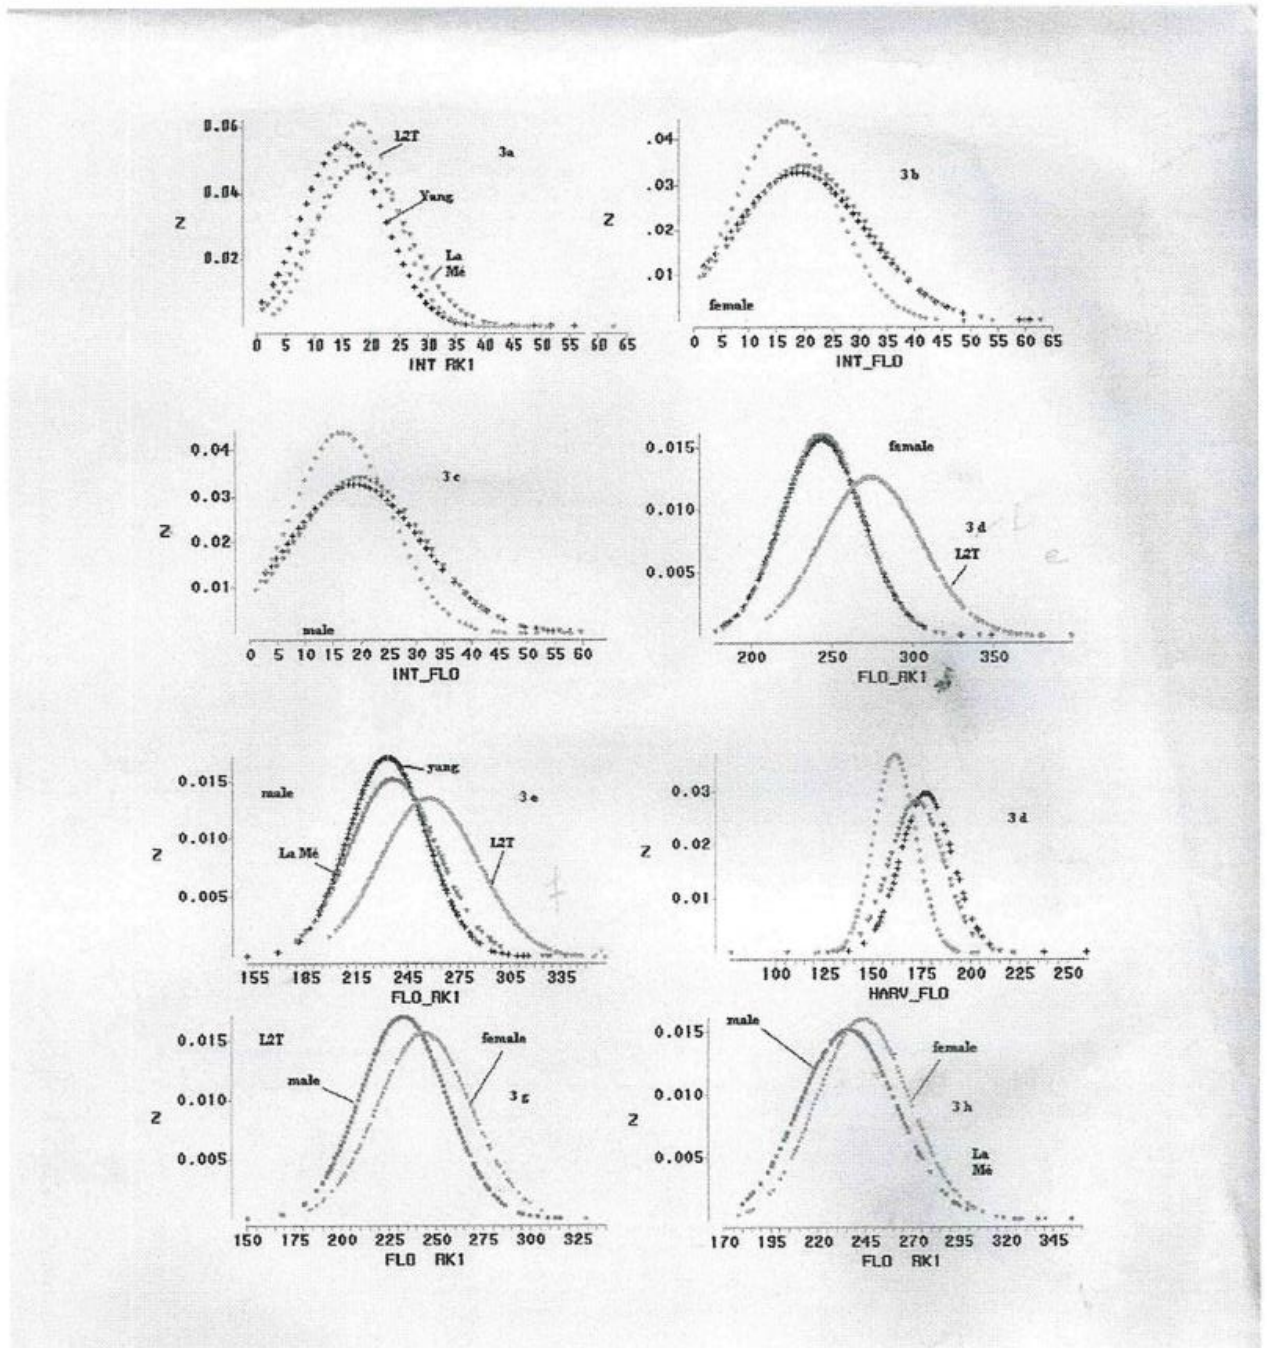 0.06
0.04
0.02
Z
L2T
3a
Yang
La
Mé
0 5 10 15 20 25 30 35 40 45 50 55 60 65
INT RK1
.04
.03
.02
.01
Z
3b
female
0 5 10 15 20 25 30 35 40 45 50 55 60 65
INT_FLO
0.04
0.03
0.02
0.01
Z
3c
male
0 5 10 15 20 25 30 35 40 45 50 55 60
INT_FLO
0.015
0.010
0.005
female
3d
L2T
e
200 250 300 350
FLO_RK1
0.015
0.010
0.005
Z
male
yang
3e
La Mé
L2T
155 185 215 245 275 305 335
FLO_RK1
0.03
0.02
0.01
Z
3d
100 125 150 175 200 225 250
HARV_FLO
0.015
0.010
0.005
Z
L2T
male
female
3g
150 175 200 225 250 275 300 325
FLO RK1
0.015
0.010
0.005
Z
male
female
3h
La
Mé
170 195 220 245 270 295 320 345
FLO RK1